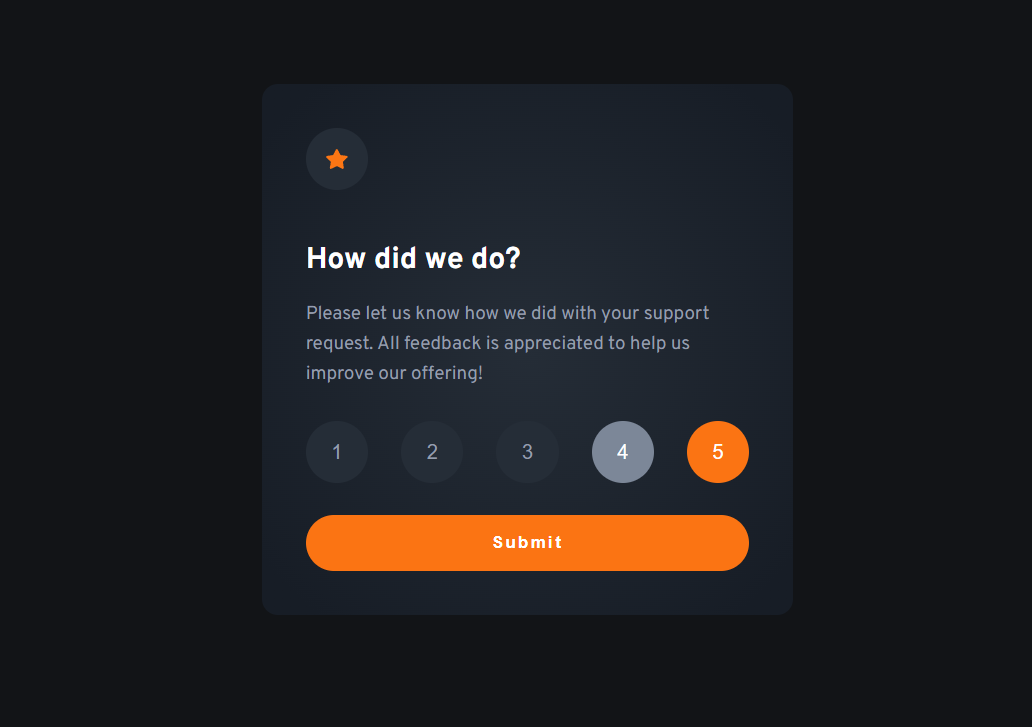 How did we do?
Please let us know how we did with your support
request. All feedback is appreciated to help us
improve our offering!
1 2 3 4 5
Submit